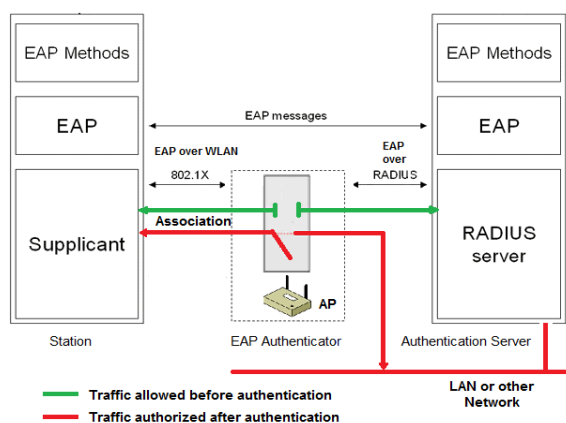 EAP Methods
EAP Methods
EAP
EAP messages
EAP
EAP over WLAN
EAP
over
RADIUS
802.1X
Association
Supplicant
RADIUS
server
AP
Station
EAP Authenticator
Authentication Server
LAN or other
Network
Traffic allowed before authentication
Traffic authorized after authentication